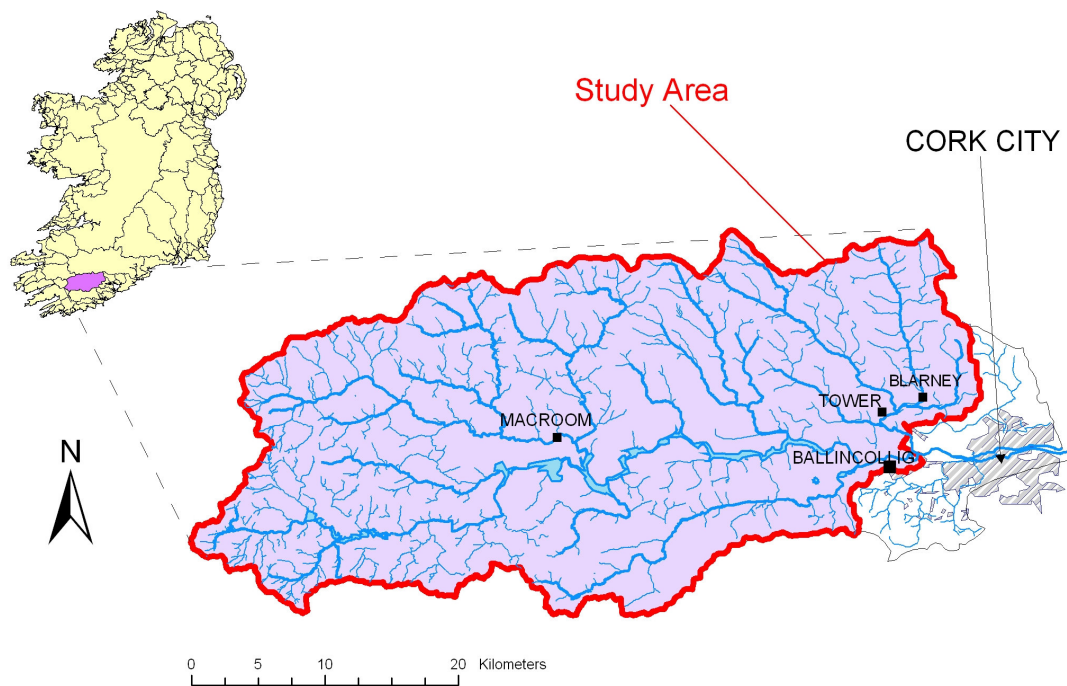 Study Area
CORK CITY
BLARNEY
TOWER
MACROOM
BALLINCOLLIG
N
0 5 10 20 Kilometers